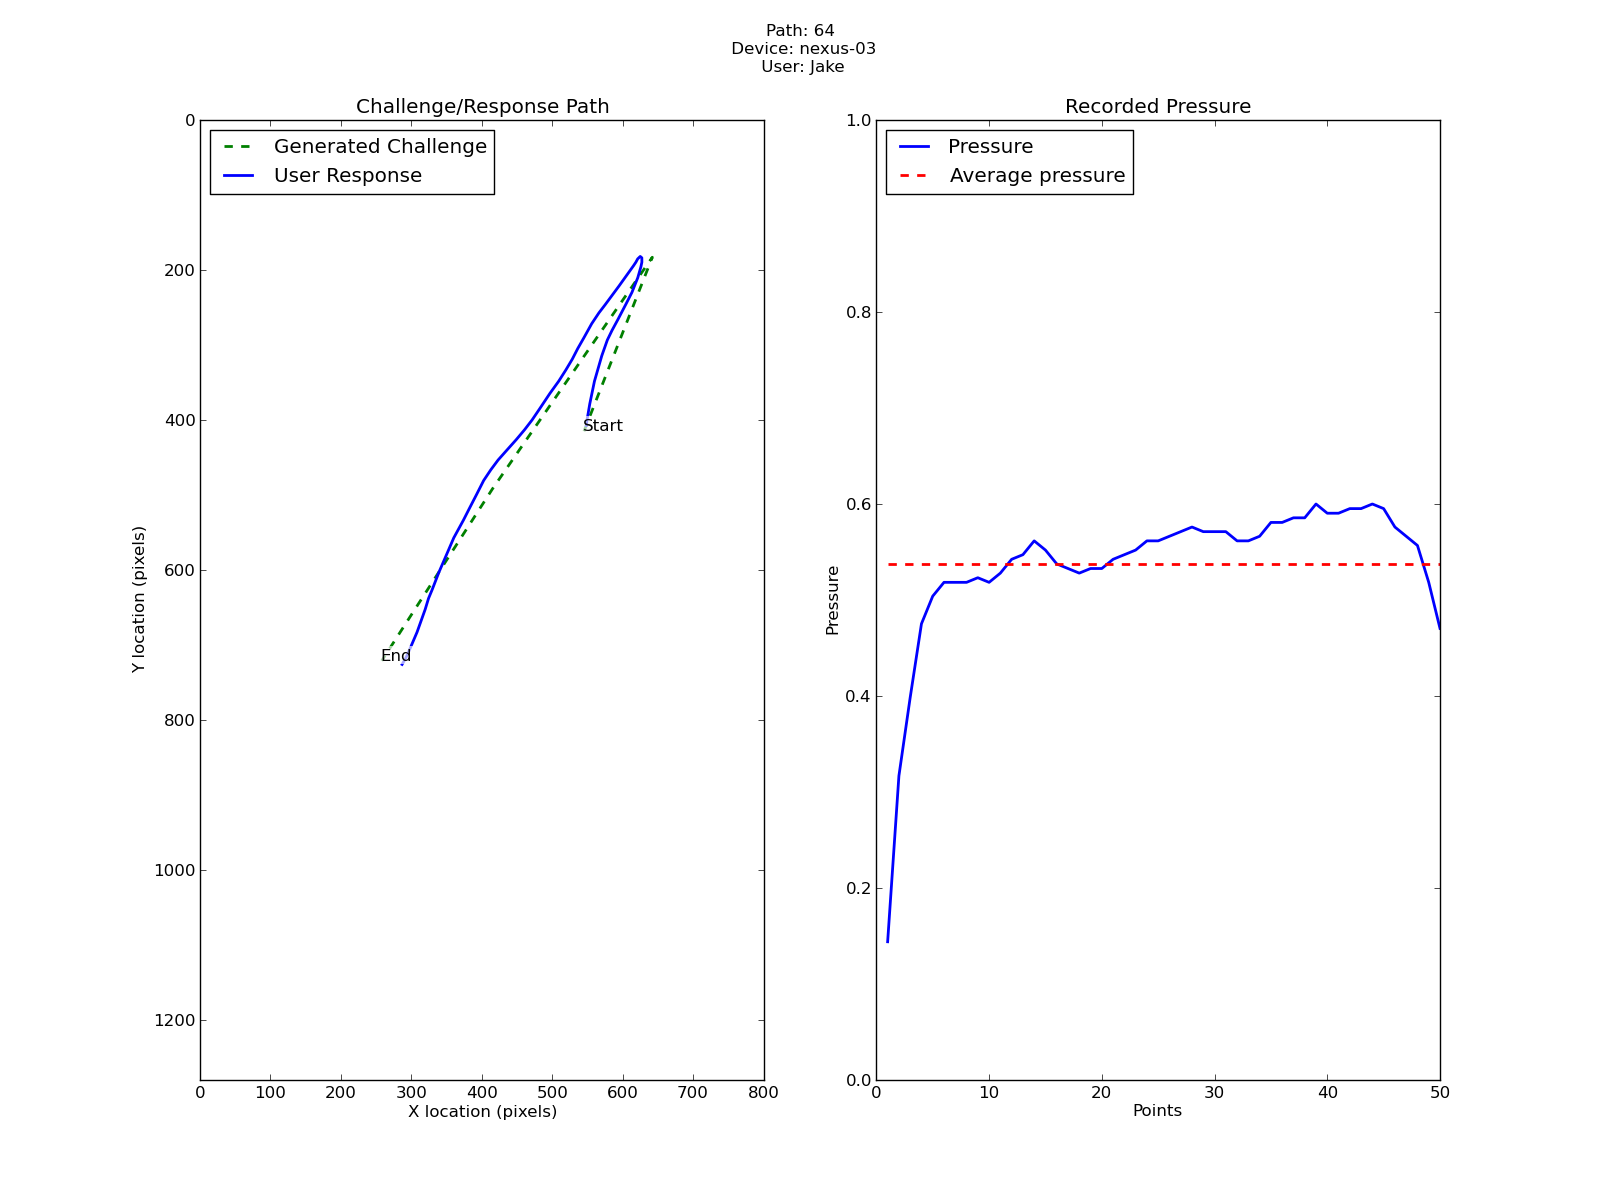 Path: 64
Device: nexus-03
User: Jake
Challenge/Response Path
Generated Challenge
User Response
Start
End
0
200
400
600
800
1000
1200
Y location (pixels)
0 100 200 300 400 500 600 700 800
X location (pixels)
Recorded Pressure
Pressure
Average pressure
1.0
0.8
0.6
0.4
0.2
0.0
Pressure
0 10 20 30 40 50
Points